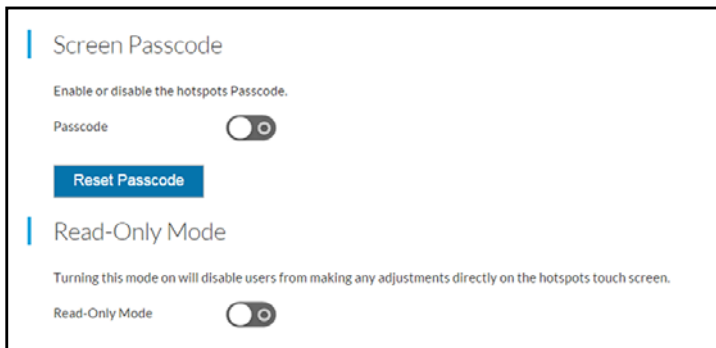 Screen Passcode
Enable or disable the hotspots Passcode.
Passcode
Reset Passcode
Read-Only Mode
Turning this mode on will disable users from making any adjustments directly on the hotspots touch screen.
Read-Only Mode